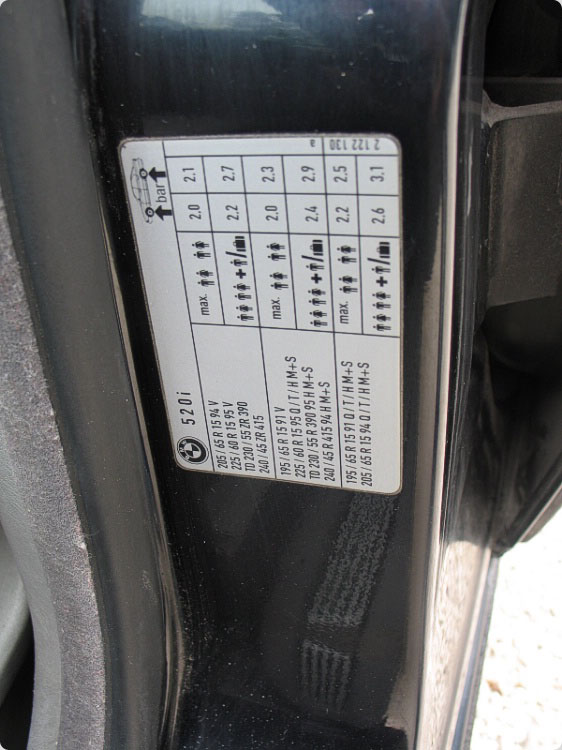 BMW 520i
bar
205/65 R 15 94 V
225/60 R 15 95 V
TD 230/55 ZR 390
240/45 ZR 415
max. 2.0 2.1
+ / 2.2 2.7
195/65 R 15 91 V
225/60 R 15 95 Q/T/H M+S
TD 230/55 R 390 95 H M+S
240/45 R 415 94 H M+S
max. 2.0 2.3
+ / 2.4 2.9
195/65 R 15 91 Q/T/H M+S
205/65 R 15 94 Q/T/H M+S
max. 2.2 2.5
+ / 2.6 3.1
2 122 130 a